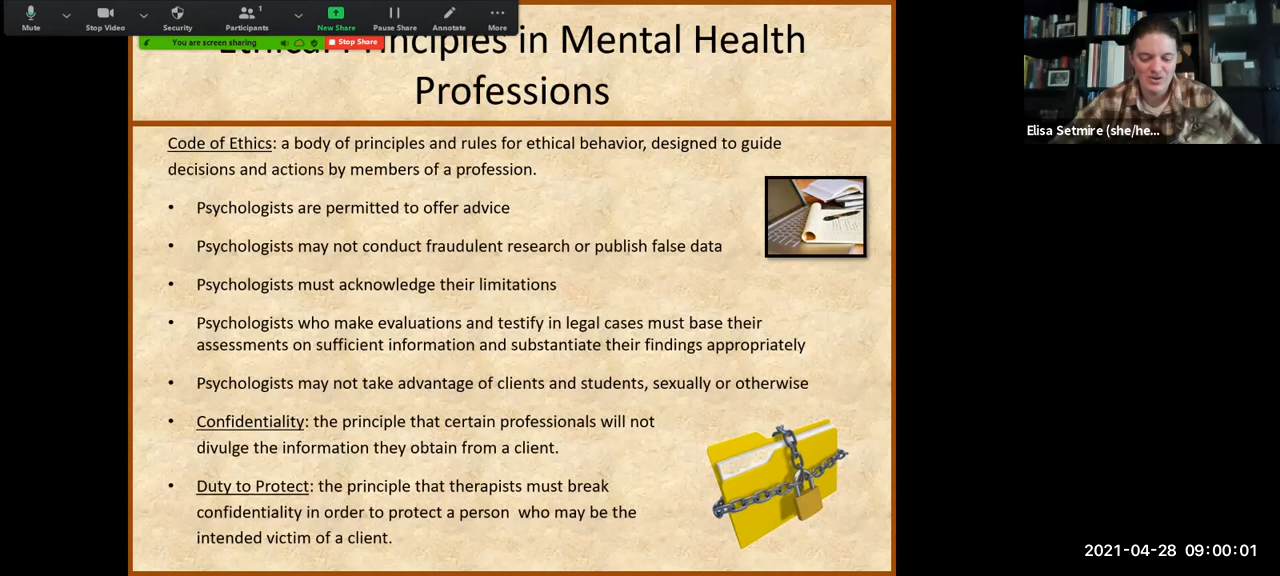 Mute
Stop Video
Security
Participants
1
New Share
Pause Share
Annotate
More
You are screen sharing
Stop Share
Principles in Mental Health
Professions
Code of Ethics: a body of principles and rules for ethical behavior, designed to guide
decisions and actions by members of a profession.
• Psychologists are permitted to offer advice
• Psychologists may not conduct fraudulent research or publish false data
• Psychologists must acknowledge their limitations
• Psychologists who make evaluations and testify in legal cases must base their
assessments on sufficient information and substantiate their findings appropriately
• Psychologists may not take advantage of clients and students, sexually or otherwise
• Confidentiality: the principle that certain professionals will not
divulge the information they obtain from a client.
• Duty to Protect: the principle that therapists must break
confidentiality in order to protect a person who may be the
intended victim of a client.
Elisa Setmire (she/he...
2021-04-28 09:00:01